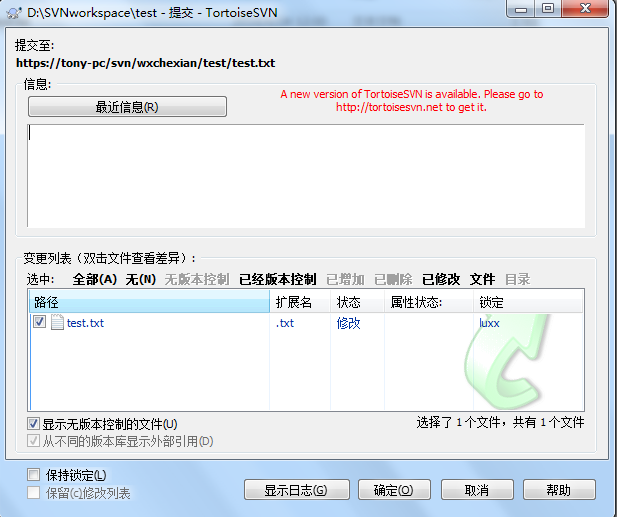 D:\SVNworkspace\test - 提交 - TortoiseSVN
提交至:
https://tony-pc/svn/wxchexian/test/test.txt
信息:
最近信息(R)
A new version of TortoiseSVN is available. Please go to
http://tortoisesvn.net to get it.
变更列表（双击文件查看差异）:
选中: 全部(A) 无(N) 无版本控制 已经版本控制 已增加 已删除 已修改 文件 目录
路径 扩展名 状态 属性状态: 锁定
test.txt .txt 修改 luxx
显示无版本控制的文件(U)
选择了 1 个文件，共有 1 个文件
从不同的版本库显示外部引用(D)
保持锁定(L)
保留(c)修改列表
显示日志(G) 确定(O) 取消 帮助